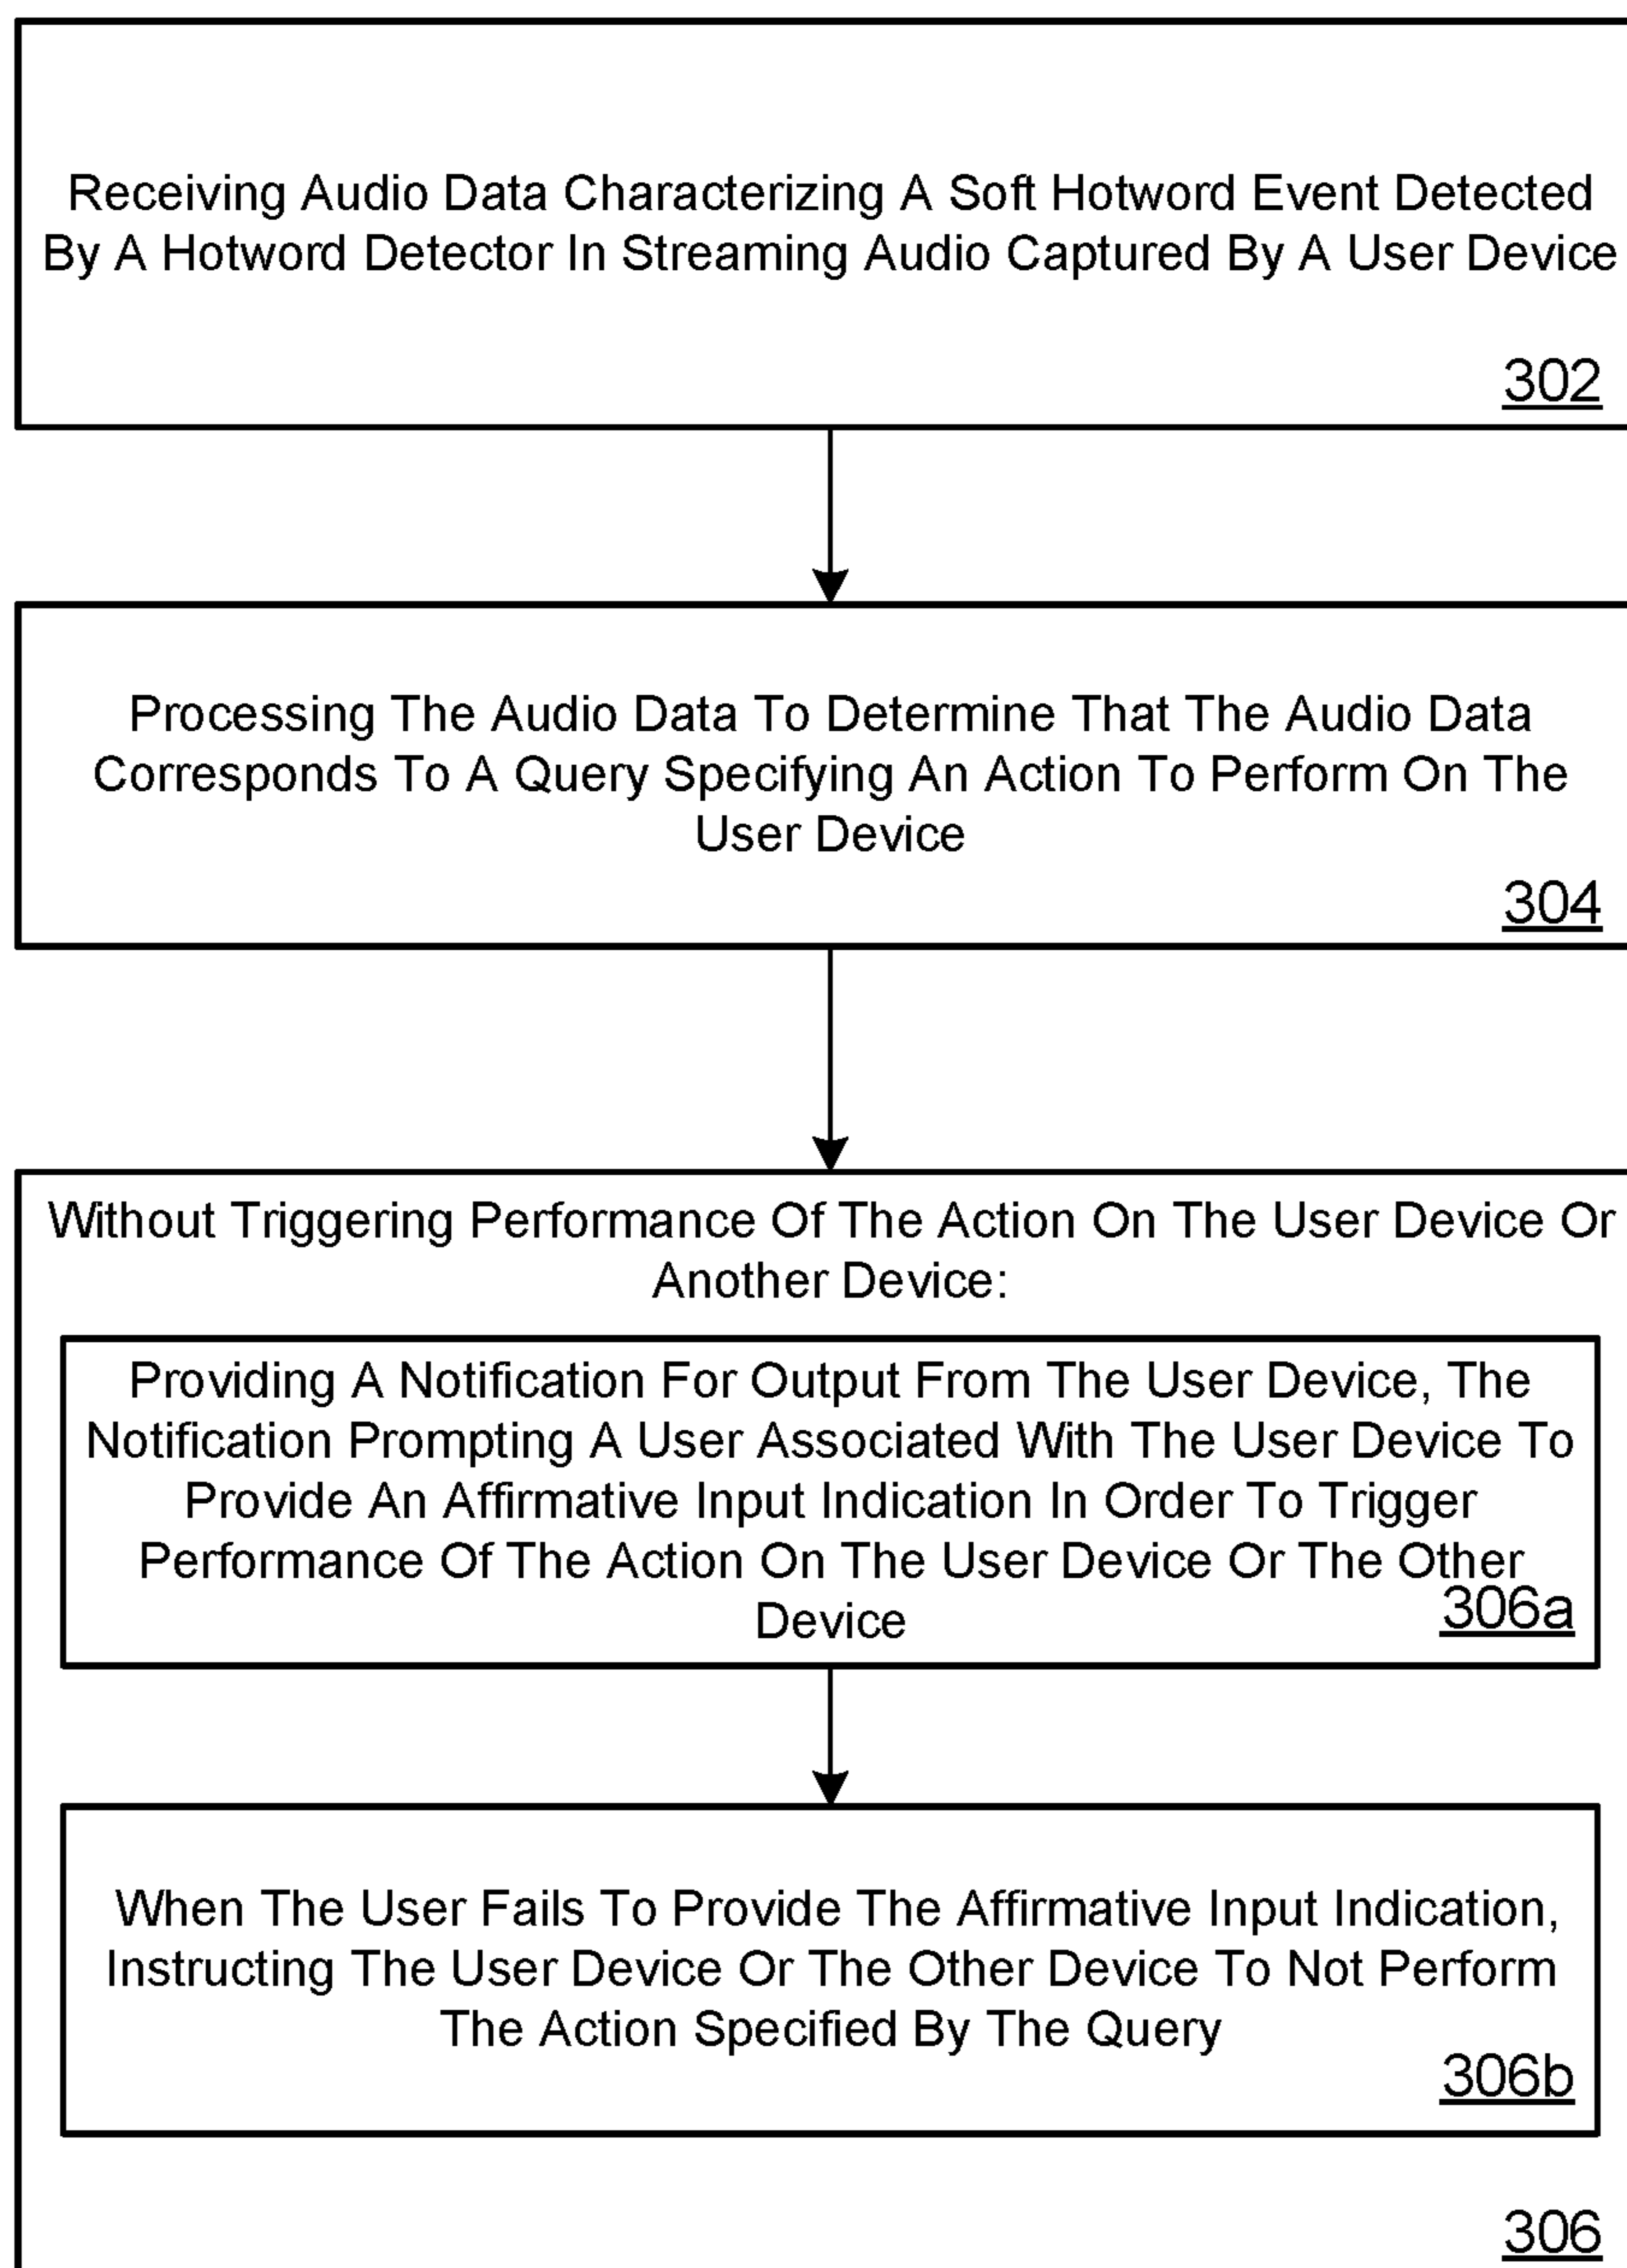 Receiving Audio Data Characterizing A Soft Hotword Event Detected
By A Hotword Detector In Streaming Audio Captured By A User Device
302
Processing The Audio Data To Determine That The Audio Data
Corresponds To A Query Specifying An Action To Perform On The
User Device
304
Without Triggering Performance Of The Action On The User Device Or
Another Device:
Providing A Notification For Output From The User Device, The
Notification Prompting A User Associated With The User Device To
Provide An Affirmative Input Indication In Order To Trigger
Performance Of The Action On The User Device Or The Other
Device
306a
When The User Fails To Provide The Affirmative Input Indication,
Instructing The User Device Or The Other Device To Not Perform
The Action Specified By The Query
306b
306